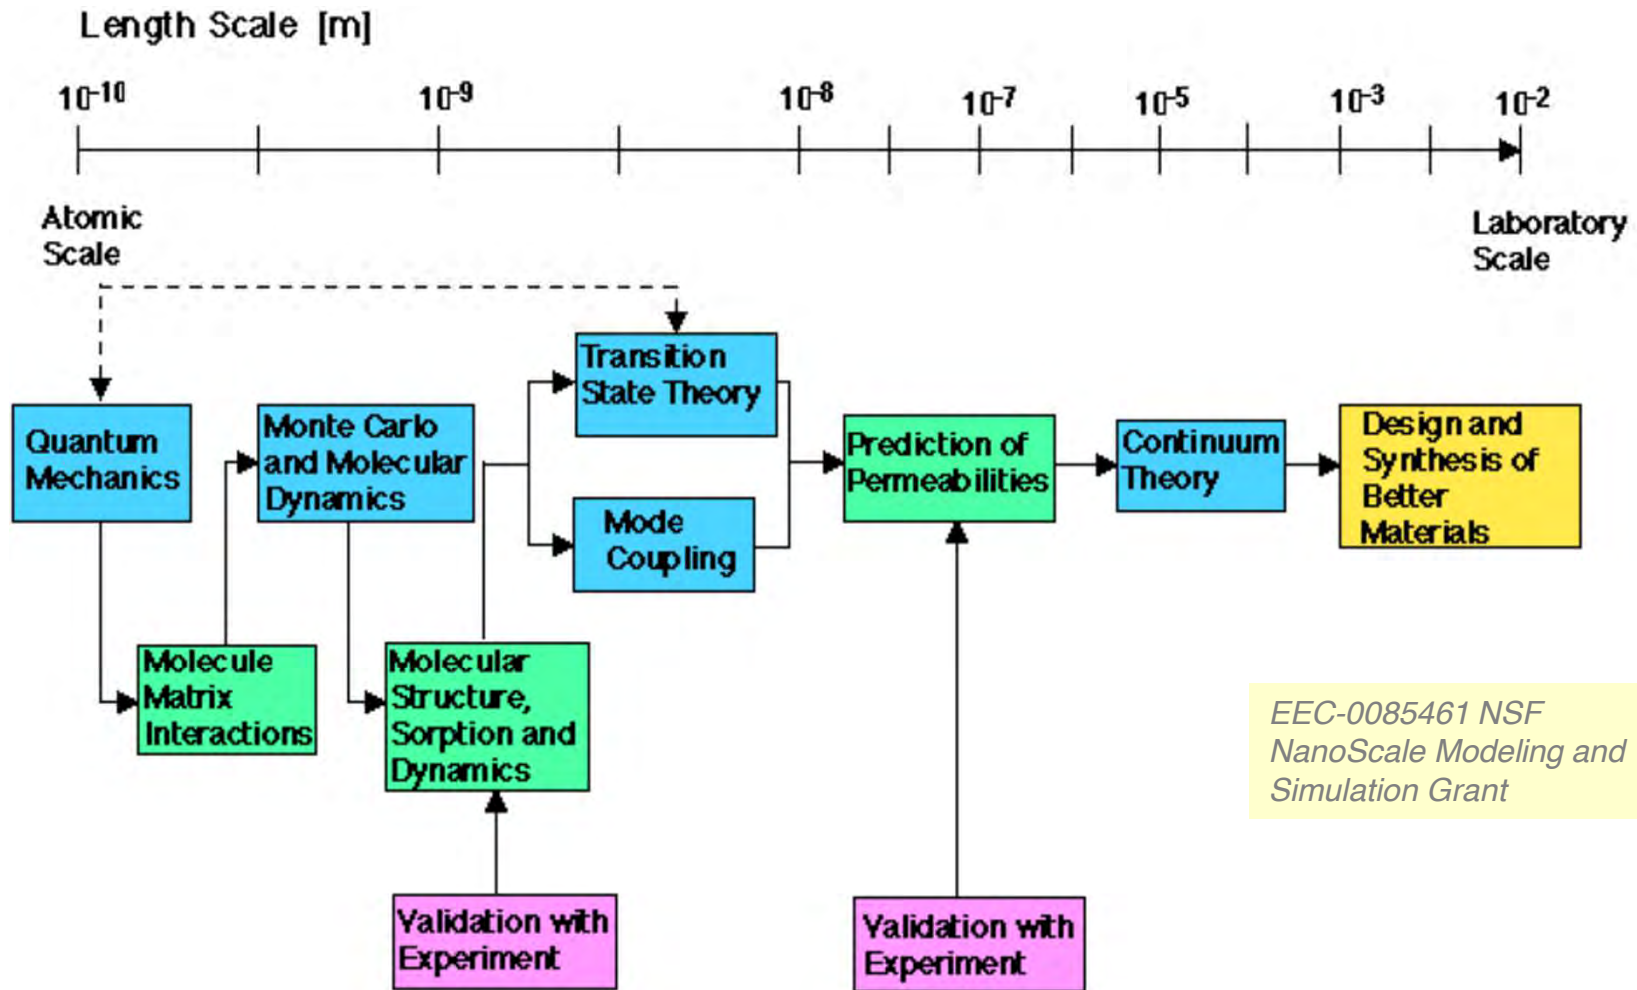 Length Scale [m]
10⁻¹⁰ 10⁻⁹ 10⁻⁸ 10⁻⁷ 10⁻⁵ 10⁻³ 10⁻²
Atomic
Scale
Laboratory
Scale
Quantum
Mechanics
Monte Carlo
and Molecular
Dynamics
Transition
State Theory
Mode
Coupling
Prediction of
Permeabilities
Continuum
Theory
Design and
Synthesis of
Better
Materials
Molecule
Matrix
Interactions
Molecular
Structure,
Sorption and
Dynamics
EEC-0085461 NSF
NanoScale Modeling and
Simulation Grant
Validation with
Experiment
Validation with
Experiment